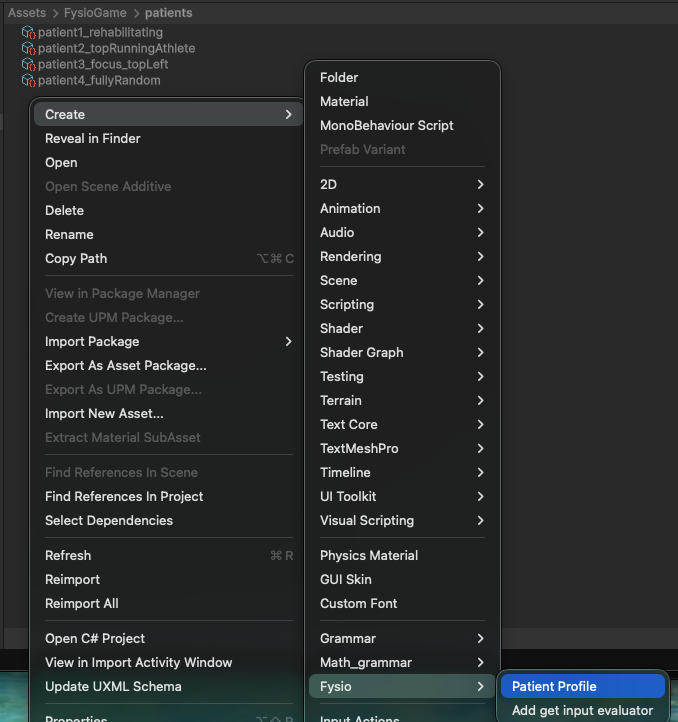 Assets > FysioGame > patients
patient1_rehabilitating
patient2_topRunningAthlete
patient3_focus_topLeft
patient4_fullyRandom
Create
Reveal in Finder
Open
Open Scene Additive
Delete
Rename
Copy Path ⌥⌘C
View in Package Manager
Create UPM Package...
Import Package
Export As Asset Package...
Export As UPM Package...
Import New Asset...
Extract Material SubAsset
Find References In Scene
Find References In Project
Select Dependencies
Refresh ⌘R
Reimport
Reimport All
Open C# Project
View in Import Activity Window
Update UXML Schema
Properties... ⌥⇧P
Folder
Material
MonoBehaviour Script
Prefab Variant
2D
Animation
Audio
Rendering
Scene
Scripting
Shader
Shader Graph
Testing
Terrain
Text Core
TextMeshPro
Timeline
UI Toolkit
Visual Scripting
Physics Material
GUI Skin
Custom Font
Grammar
Math_grammar
Fysio
Input Actions
Patient Profile
Add get input evaluator